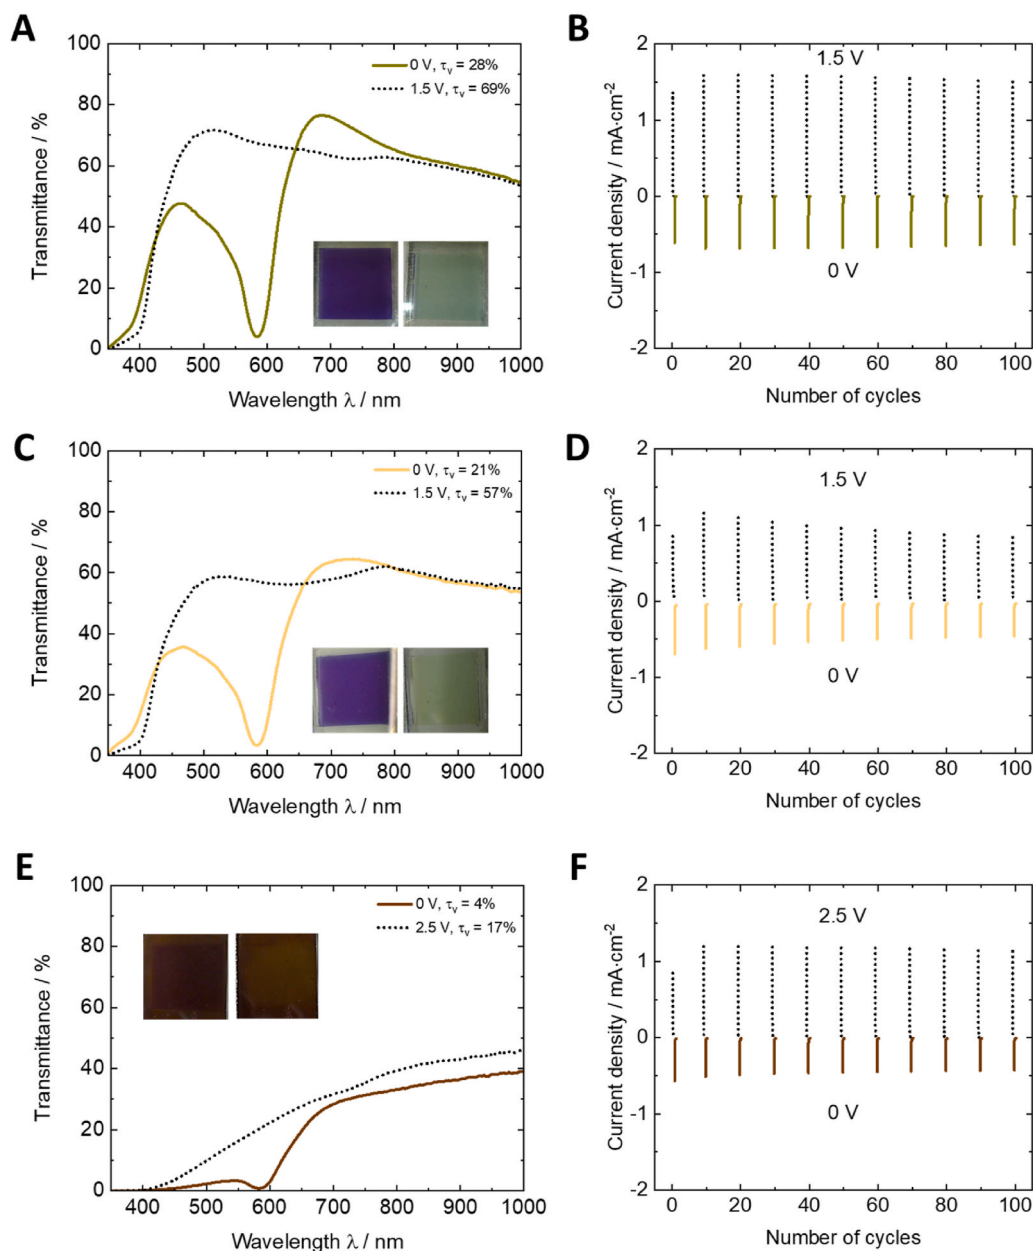 A
100
80
60
40
20
0
Transmittance / %
0 V, τv = 28%
1.5 V, τv = 69%
400 500 600 700 800 900 1000
Wavelength λ / nm
B
2
1
0
-1
-2
Current density / mA·cm-2
1.5 V
0 V
0 20 40 60 80 100
Number of cycles
C
100
80
60
40
20
0
Transmittance / %
0 V, τv = 21%
1.5 V, τv = 57%
400 500 600 700 800 900 1000
Wavelength λ / nm
D
2
1
0
-1
-2
Current density / mA·cm-2
1.5 V
0 V
0 20 40 60 80 100
Number of cycles
E
100
80
60
40
20
0
Transmittance / %
0 V, τv = 4%
2.5 V, τv = 17%
400 500 600 700 800 900 1000
Wavelength λ / nm
F
2
1
0
-1
-2
Current density / mA·cm-2
2.5 V
0 V
0 20 40 60 80 100
Number of cycles